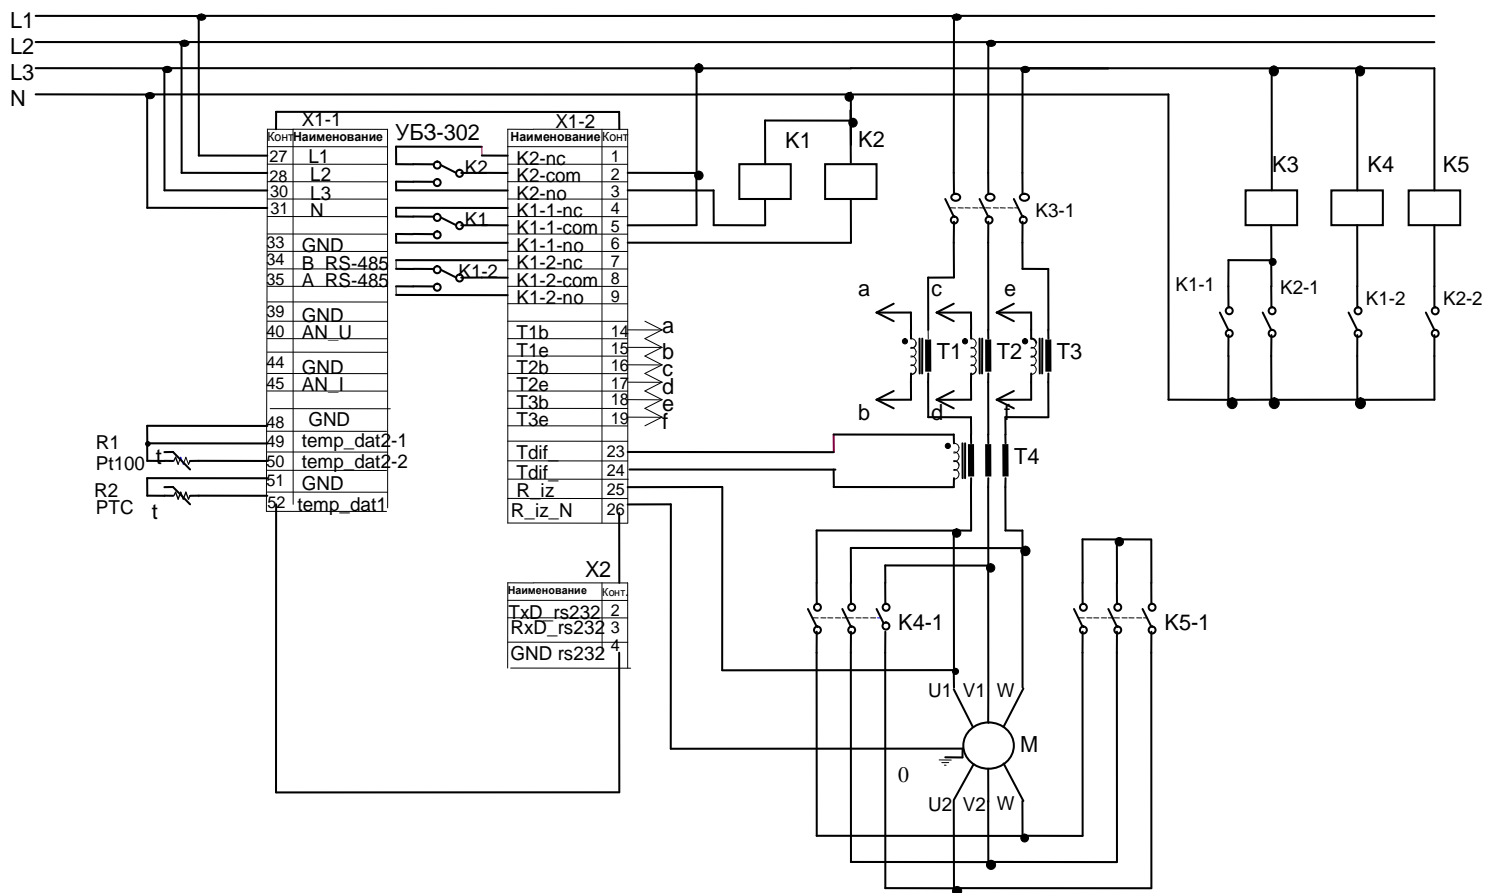 L1
L2
L3
N
X1-1
Конт Наименование
27 L1
28 L2
30 L3
31 N
33 GND
34 B RS-485
35 A RS-485
39 GND
40 AN_U
44 GND
45 AN_I
48 GND
49 temp_dat2-1
50 temp_dat2-2
51 GND
52 temp_dat1
R1
Pt100
t
R2
PTC
t
УБЗ-302
K2
K1
K1-2
X1-2
Наименование Конт
K2-nc 1
K2-com 2
K2-no 3
K1-1-nc 4
K1-1-com 5
K1-1-no 6
K1-2-nc 7
K1-2-com 8
K1-2-no 9
T1b 14 a
T1e 15 b
T2b 16 c
T2e 17 d
T3b 18 e
T3e 19 f
Tdif_ 23
Tdif_ 24
R_iz 25
R_iz_N 26
X2
Наименование Конт.
TxD_rs232 2
RxD_rs232 3
GND rs232 4
K1 K2
K3 K4 K5
K3-1
K1-1 K2-1 K1-2 K2-2
a c e
T1 T2 T3
b d f
T4
K4-1 K5-1
U1 V1 W
M
0
U2 V2 W